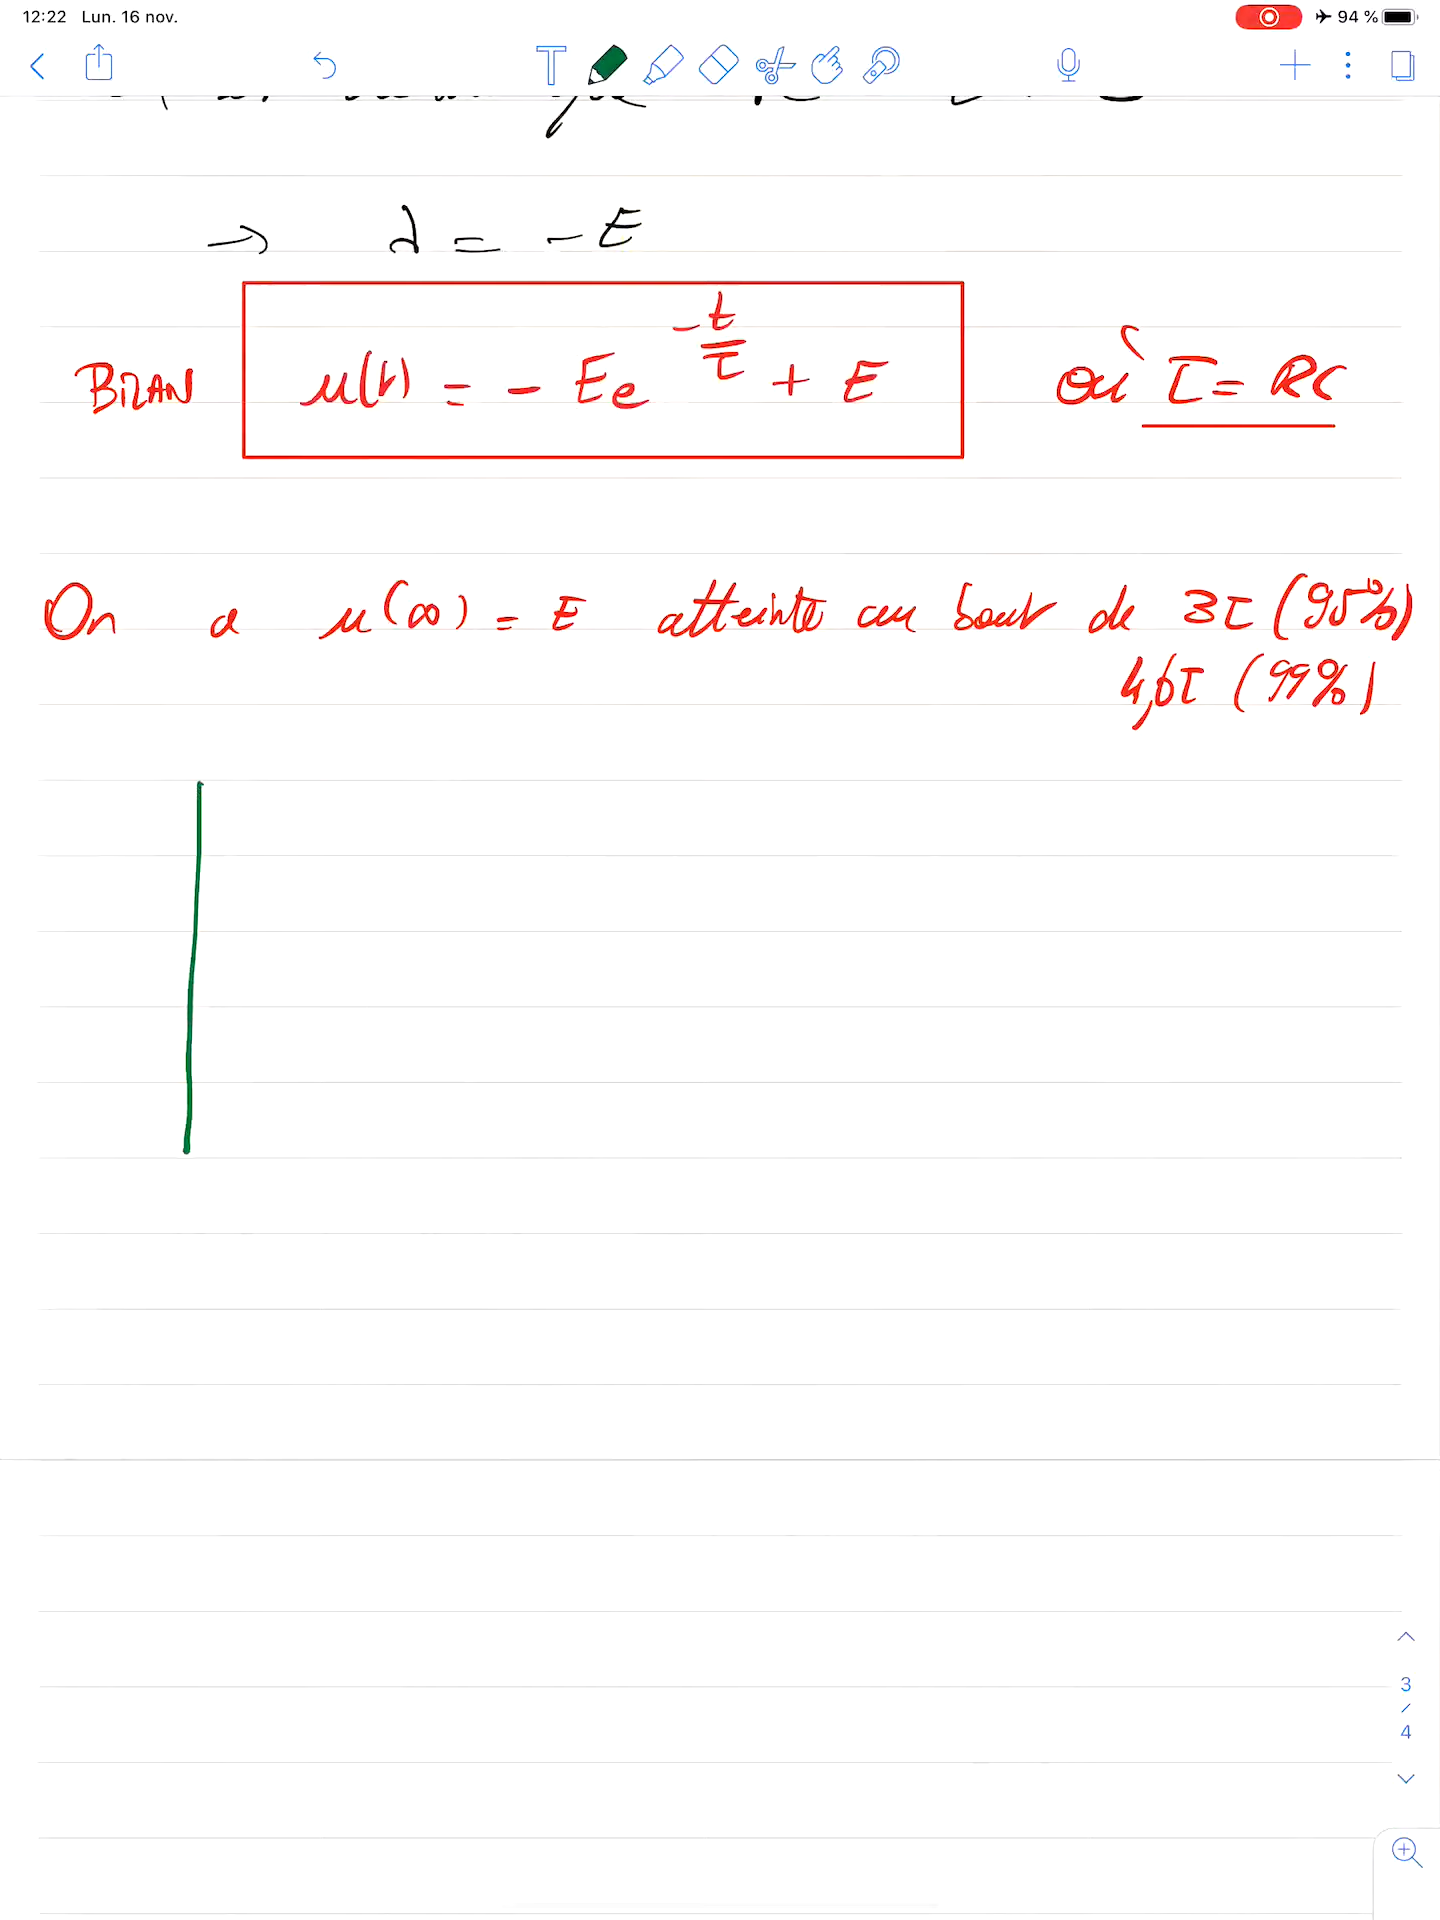 12:22 Lun. 16 nov. 94 %
→ λ = - E
BILAN u(t) = - E e^{-t/τ} + E où τ = RC
On a u(∞) = E atteinte au bout de 3τ (95%)
4,6τ (99%)
3
/
4